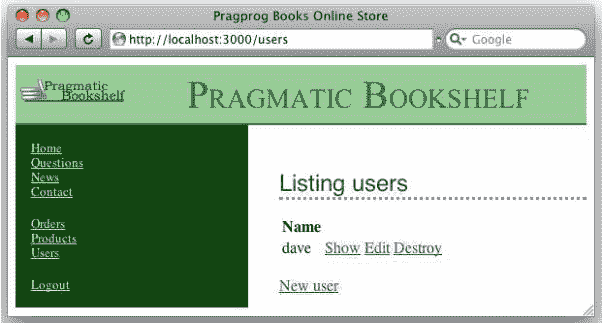 Pragprog Books Online Store
http://localhost:3000/users
Google
Pragmatic
Bookshelf
PRAGMATIC BOOKSHELF
Home
Questions
News
Contact
Orders
Products
Users
Logout
Listing users
Name
dave Show Edit Destroy
New user